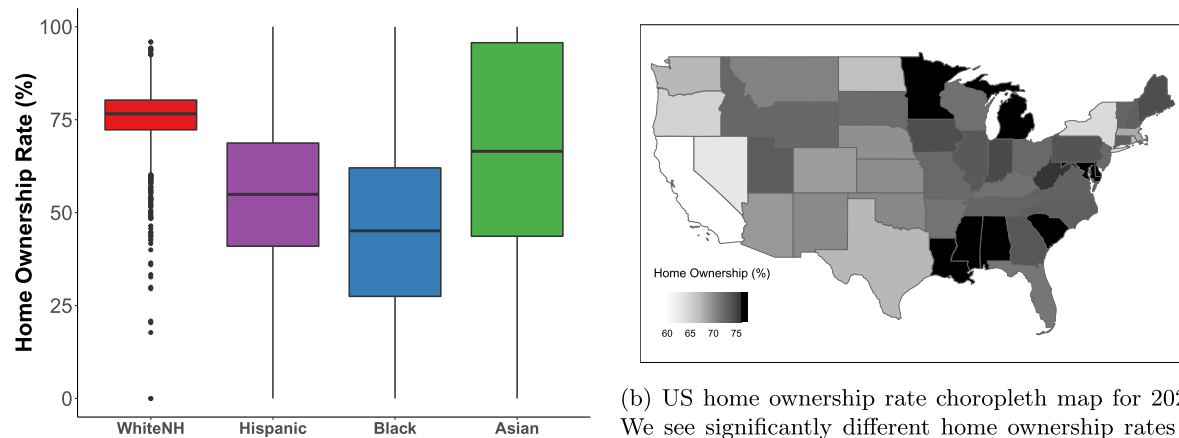 Home Ownership Rate (%)
100
75
50
25
0
WhiteNH Hispanic Black Asian
Home Ownership (%)
60 65 70 75
(b) US home ownership rate choropleth map for
We see significantly different home ownership rates